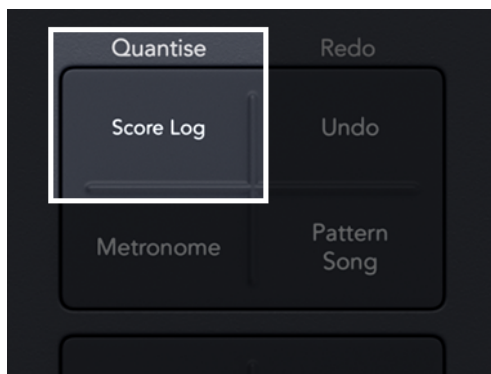 Quantise
Redo
Score Log
Undo
Metronome
Pattern
Song